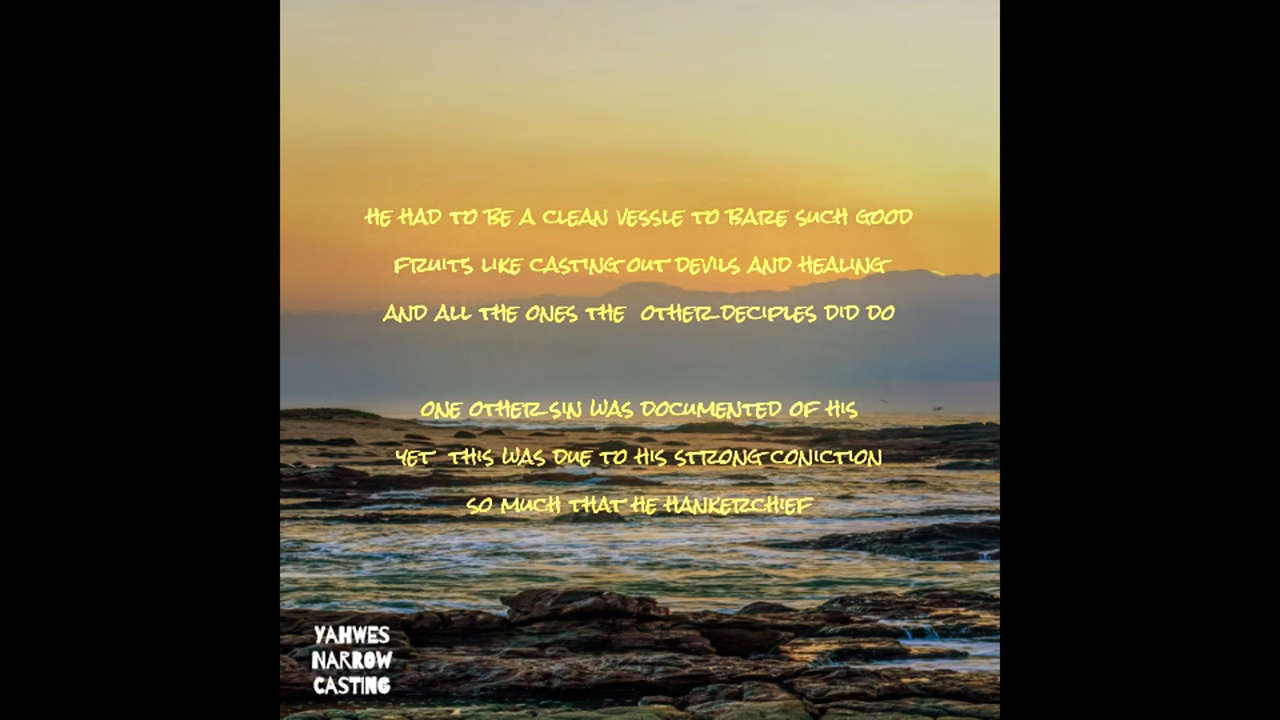 HE HAD TO BE A CLEAN VESSLE TO BARE SUCH GOOD
FRUITS LIKE CASTING OUT DEVILS AND HEALING
AND ALL THE ONES THE OTHER DECIPLES DID DO
ONE OTHER SIN WAS DOCUMENTED OF HIS
YET THIS WAS DUE TO HIS STRONG CONVICTION
SO MUCH THAT HE HANKERCHIEF
YAHWES
NARROW
CASTING